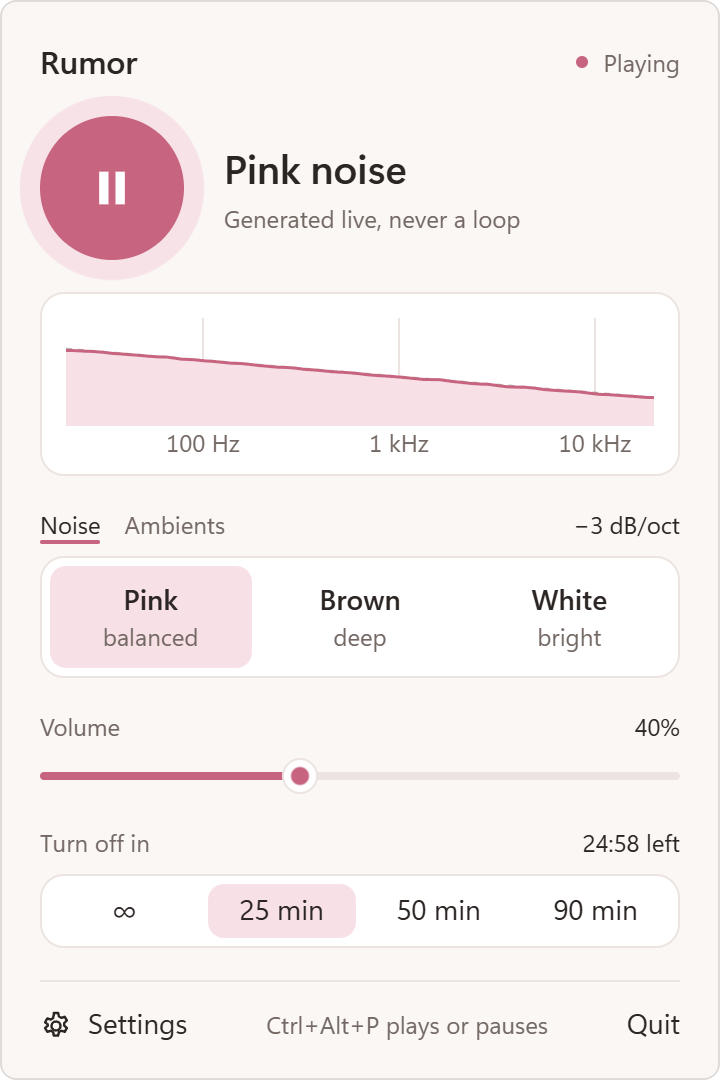 Rumor
Playing
Pink noise
Generated live, never a loop
100 Hz
1 kHz
10 kHz
Noise
Ambients
−3 dB/oct
Pink
balanced
Brown
deep
White
bright
Volume
40%
Turn off in
24:58 left
∞
25 min
50 min
90 min
Settings
Ctrl+Alt+P plays or pauses
Quit